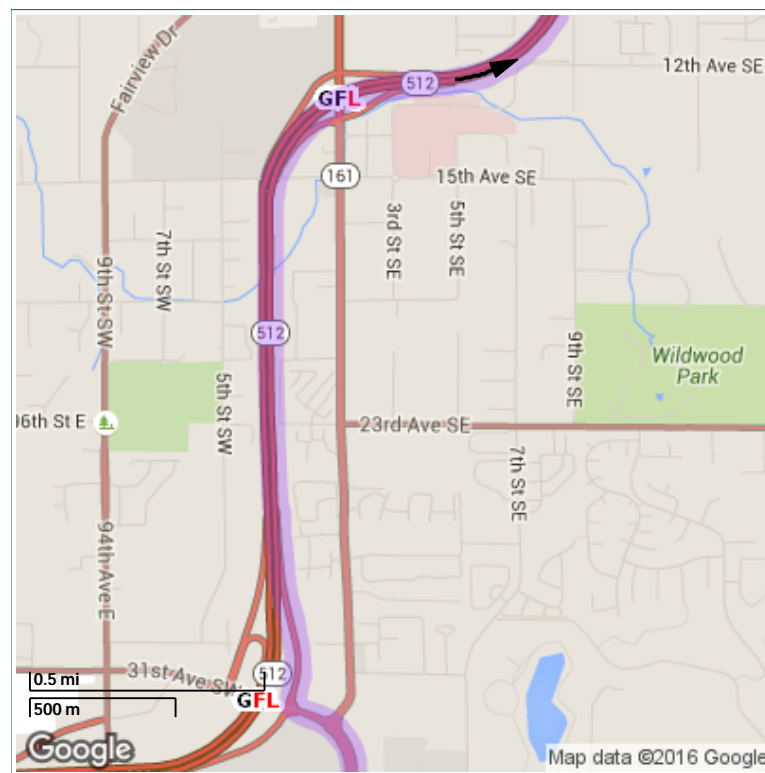 Fairview Dr
512
12th Ave SE
GFL
161
15th Ave SE
3rd St SE
5th St SE
7th St SW
9th St SW
512
9th St SE
Wildwood
Park
5th St SW
06th St E
23rd Ave SE
7th St SE
94th Ave E
31st Ave SW
512
0.5 mi
GFL
500 m
Google
Map data ©2016 Google